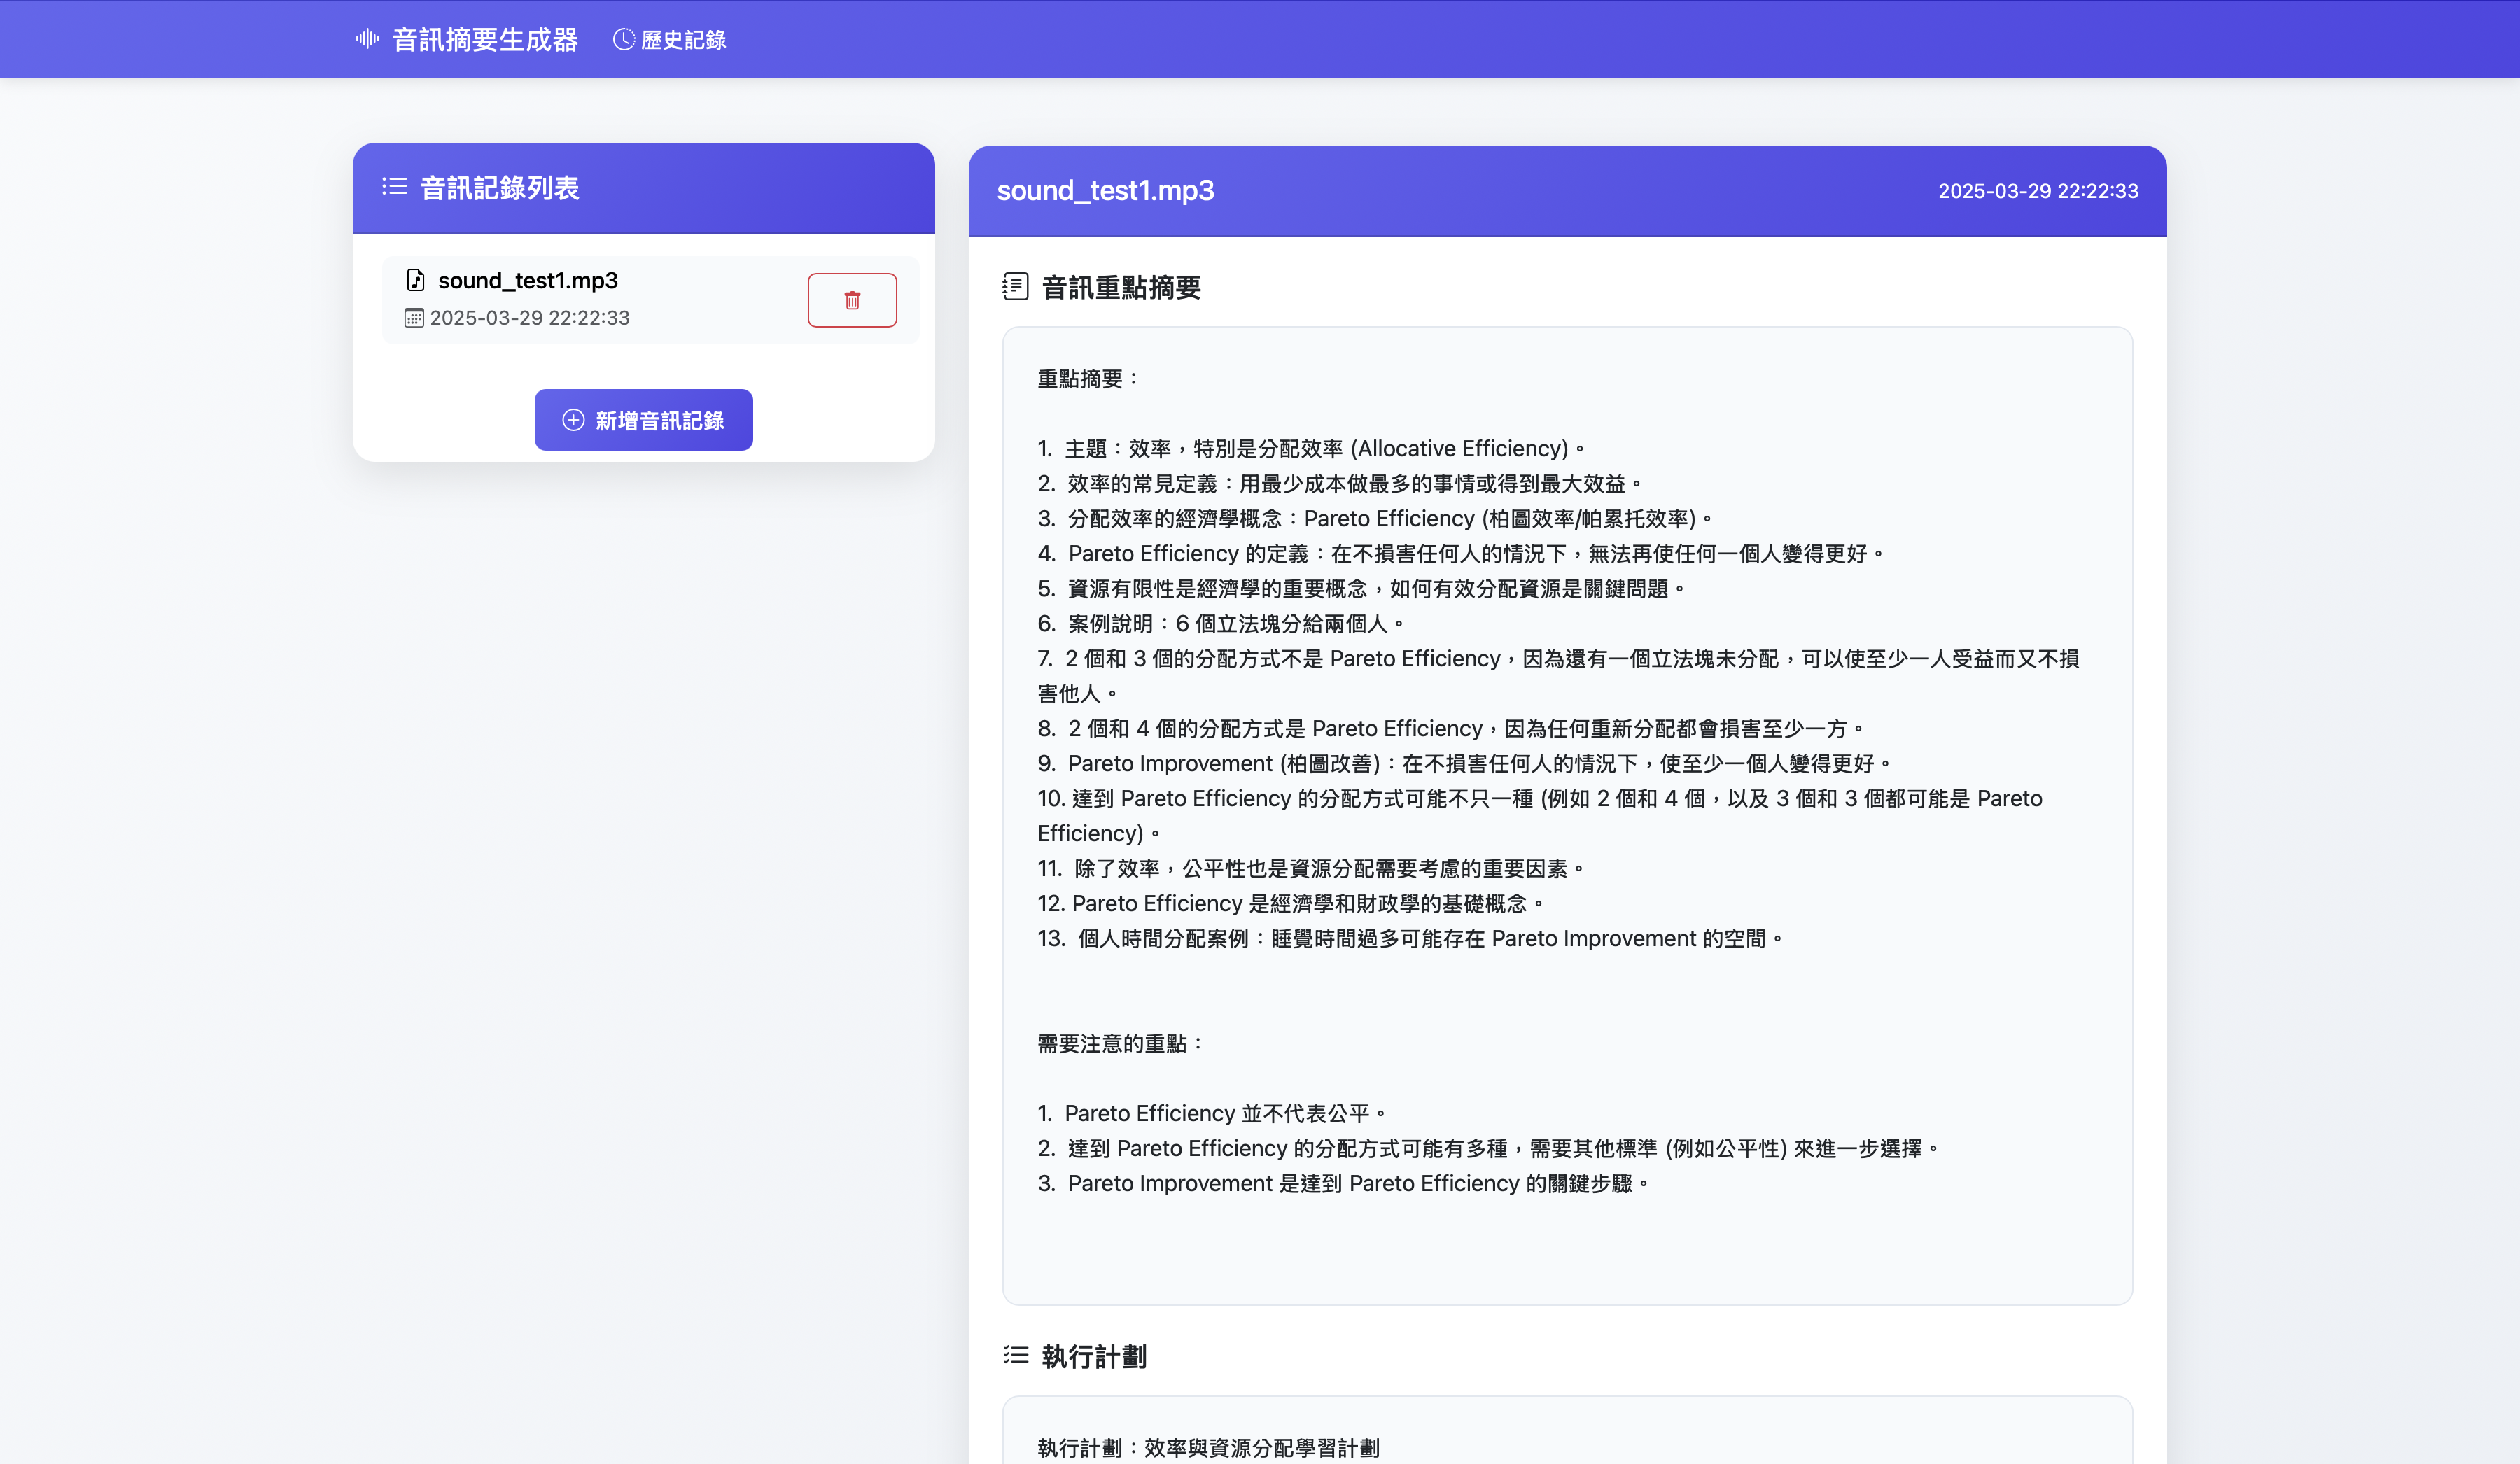 音訊摘要生成器 歷史記錄
音訊記錄列表
sound_test1.mp3
2025-03-29 22:22:33
新增音訊記錄
sound_test1.mp3 2025-03-29 22:22:33
音訊重點摘要
重點摘要：
1. 主題：效率，特別是分配效率 (Allocative Efficiency)。
2. 效率的常見定義：用最少成本做最多的事情或得到最大效益。
3. 分配效率的經濟學概念：Pareto Efficiency (柏圖效率/帕累托效率)。
4. Pareto Efficiency 的定義：在不損害任何人的情況下，無法再使任何一個人變得更好。
5. 資源有限性是經濟學的重要概念，如何有效分配資源是關鍵問題。
6. 案例說明：6 個立法塊分給兩個人。
7. 2 個和 3 個的分配方式不是 Pareto Efficiency，因為還有一個立法塊未分配，可以使至少一人受益而又不損
害他人。
8. 2 個和 4 個的分配方式是 Pareto Efficiency，因為任何重新分配都會損害至少一方。
9. Pareto Improvement (柏圖改善)：在不損害任何人的情況下，使至少一個人變得更好。
10. 達到 Pareto Efficiency 的分配方式可能不只一種 (例如 2 個和 4 個，以及 3 個和 3 個都可能是 Pareto
Efficiency)。
11. 除了效率，公平性也是資源分配需要考慮的重要因素。
12. Pareto Efficiency 是經濟學和財政學的基礎概念。
13. 個人時間分配案例：睡覺時間過多可能存在 Pareto Improvement 的空間。
需要注意的重點：
1. Pareto Efficiency 並不代表公平。
2. 達到 Pareto Efficiency 的分配方式可能有多種，需要其他標準 (例如公平性) 來進一步選擇。
3. Pareto Improvement 是達到 Pareto Efficiency 的關鍵步驟。
執行計劃
執行計劃：效率與資源分配學習計劃